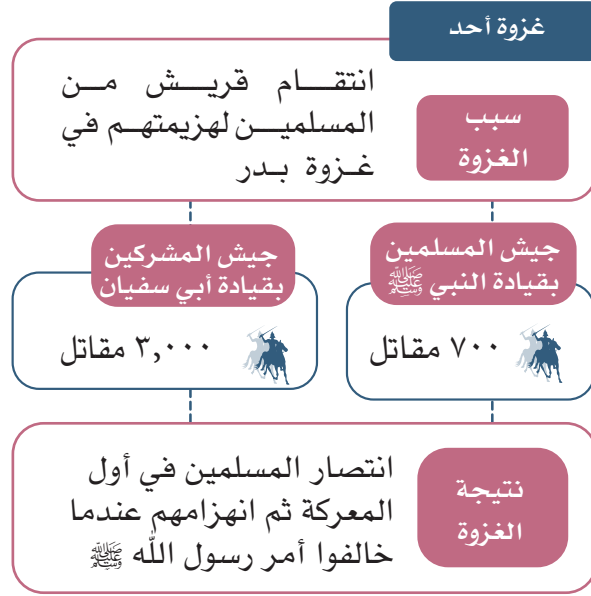 غزوة أحد
سبب
الغزوة
انتقام قريش من
المسلمين لهزيمتهم في
غزوة بدر
جيش المسلمين
بقيادة النبي ﷺ
٧٠٠ مقاتل
جيش المشركين
بقيادة أبي سفيان
٣,٠٠٠ مقاتل
نتيجة
الغزوة
انتصار المسلمين في أول
المعركة ثم انهزامهم عندما
خالفوا أمر رسول الله ﷺ